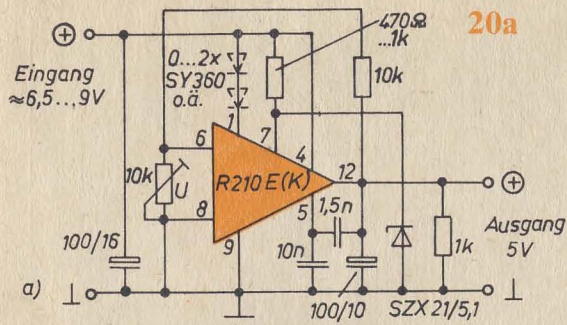 20a
470Ω
...1k
0...2x
SY360
o.ä.
Eingang
≈6,5...9V
10k
1
7
6
4
10k
U
R210 E(K)
12
8
5
1,5n
9
10n
100/16
1k
Ausgang
5V
a)
100/10
SZX 21/5,1